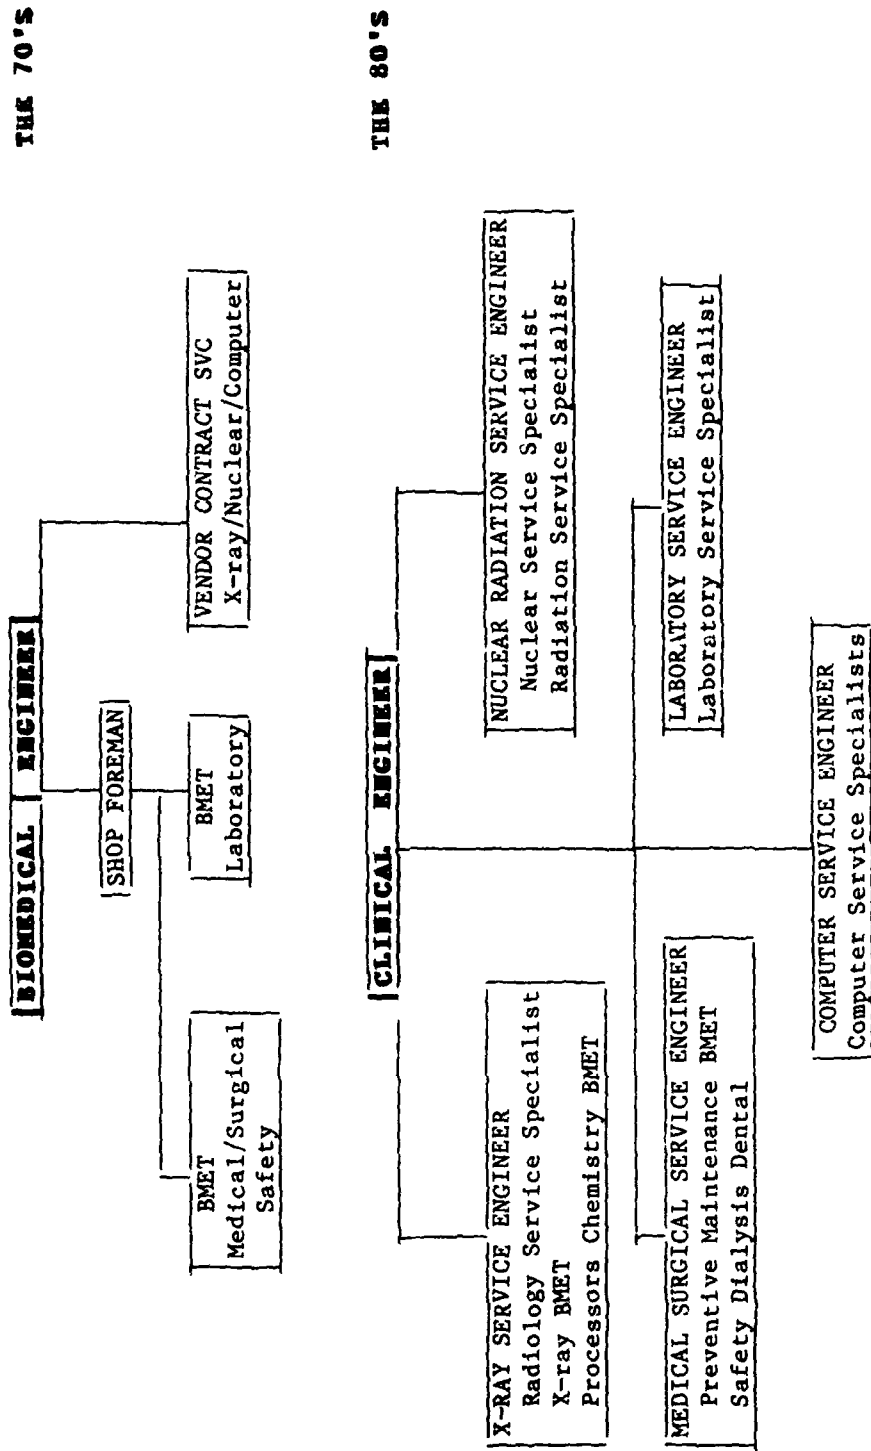 THE 70's
BIOMEDICAL ENGINEER
SHOP FOREMAN
BMET
Medical/Surgical
Safety
BMET
Laboratory
VENDOR CONTRACT SVC
X-ray/Nuclear/Computer
THE 80's
CLINICAL ENGINEER
X-RAY SERVICE ENGINEER
Radiology Service Specialist
X-ray BMET
Processors Chemistry BMET
NUCLEAR RADIATION SERVICE ENGINEER
Nuclear Service Specialist
Radiation Service Specialist
MEDICAL SURGICAL SERVICE ENGINEER
Preventive Maintenance BMET
Safety Dialysis Dental
LABORATORY SERVICE ENGINEER
Laboratory Service Specialist
COMPUTER SERVICE ENGINEER
Computer Service Specialists